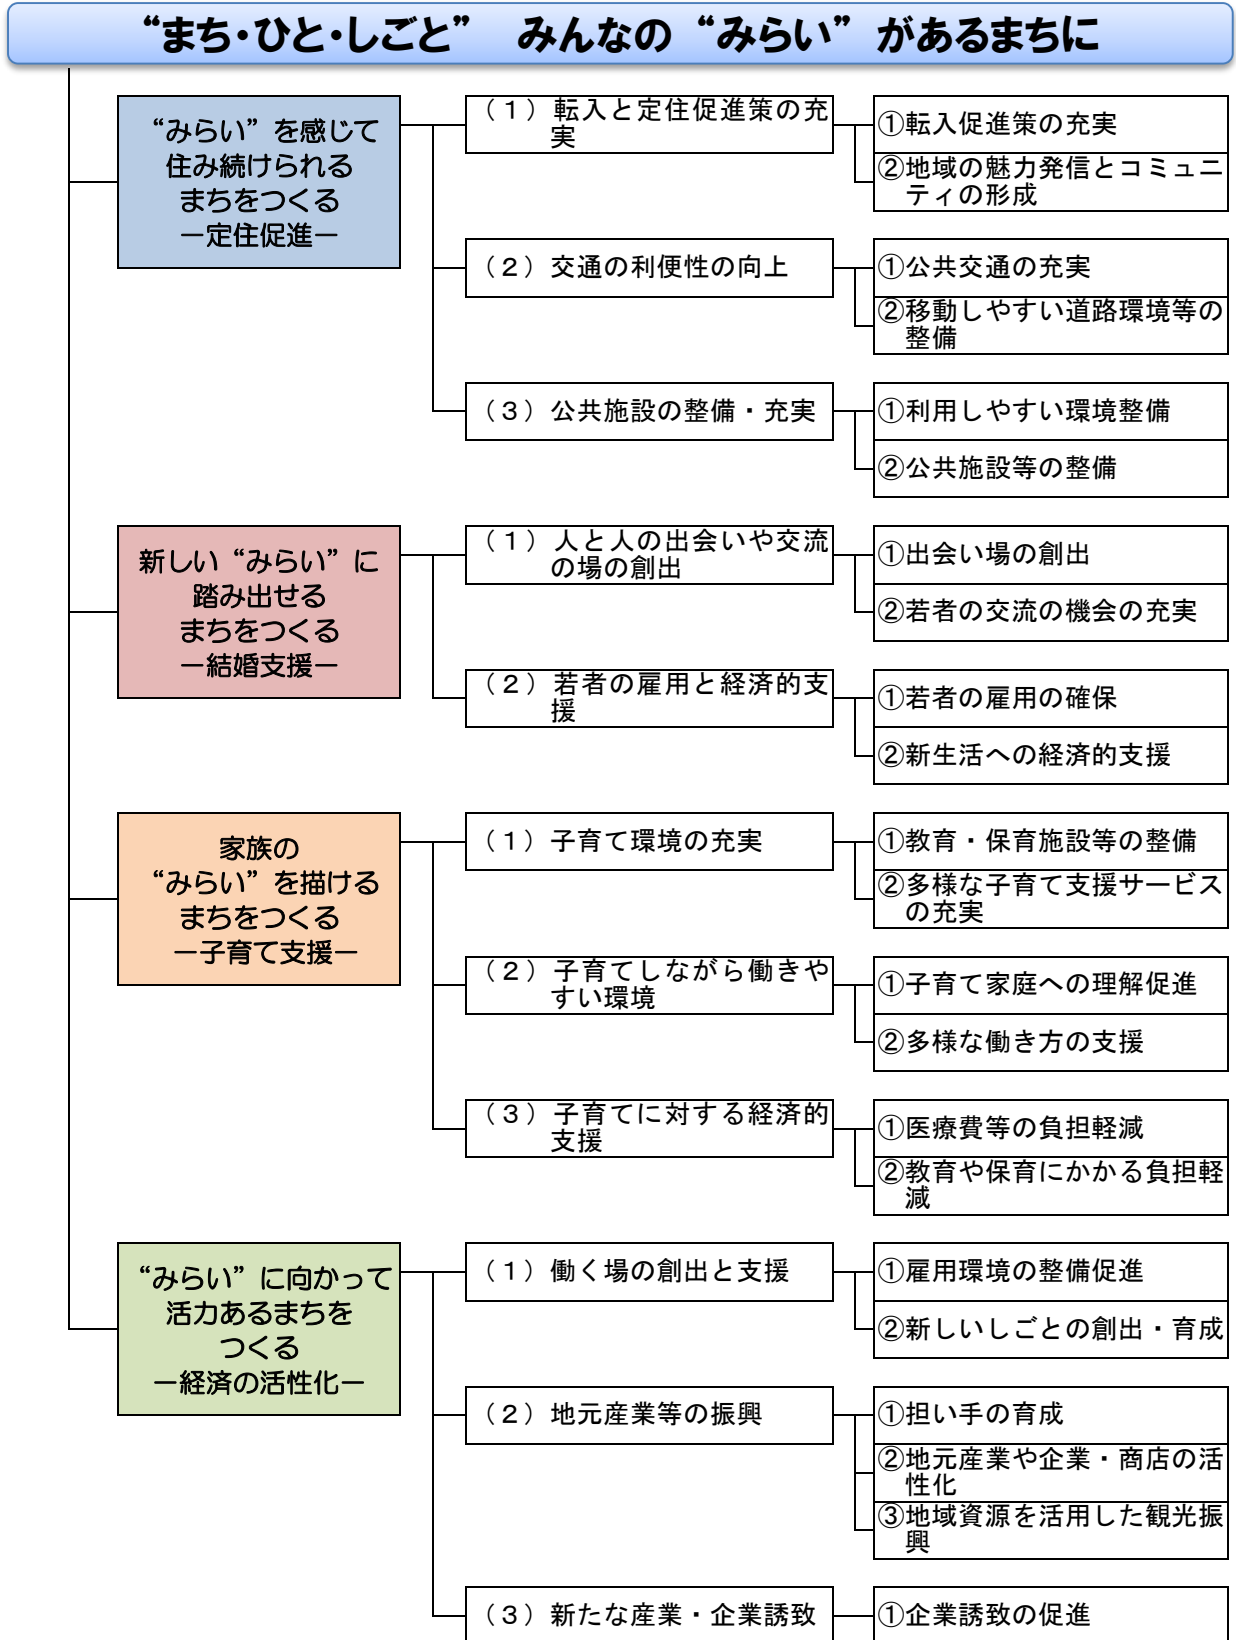 “まち・ひと・しごと”　みんなの“みらい”があるまちに
“みらい”を感じて
住み続けられる
まちをつくる
―定住促進―
（１）転入と定住促進策の充
実
①転入促進策の充実
②地域の魅力発信とコミュニ
ティの形成
（２）交通の利便性の向上
①公共交通の充実
②移動しやすい道路環境等の
整備
（３）公共施設の整備・充実
①利用しやすい環境整備
②公共施設等の整備
新しい“みらい”に
踏み出せる
まちをつくる
―結婚支援―
（１）人と人の出会いや交流
の場の創出
①出会い場の創出
②若者の交流の機会の充実
（２）若者の雇用と経済的支
援
①若者の雇用の確保
②新生活への経済的支援
家族の
“みらい”を描ける
まちをつくる
―子育て支援―
（１）子育て環境の充実
①教育・保育施設等の整備
②多様な子育て支援サービス
の充実
（２）子育てしながら働きや
すい環境
①子育て家庭への理解促進
②多様な働き方の支援
（３）子育てに対する経済的
支援
①医療費等の負担軽減
②教育や保育にかかる負担軽
減
“みらい”に向かって
活力あるまちを
つくる
―経済の活性化―
（１）働く場の創出と支援
①雇用環境の整備促進
②新しいしごとの創出・育成
（２）地元産業等の振興
①担い手の育成
②地元産業や企業・商店の活
性化
③地域資源を活用した観光振
興
（３）新たな産業・企業誘致
①企業誘致の促進